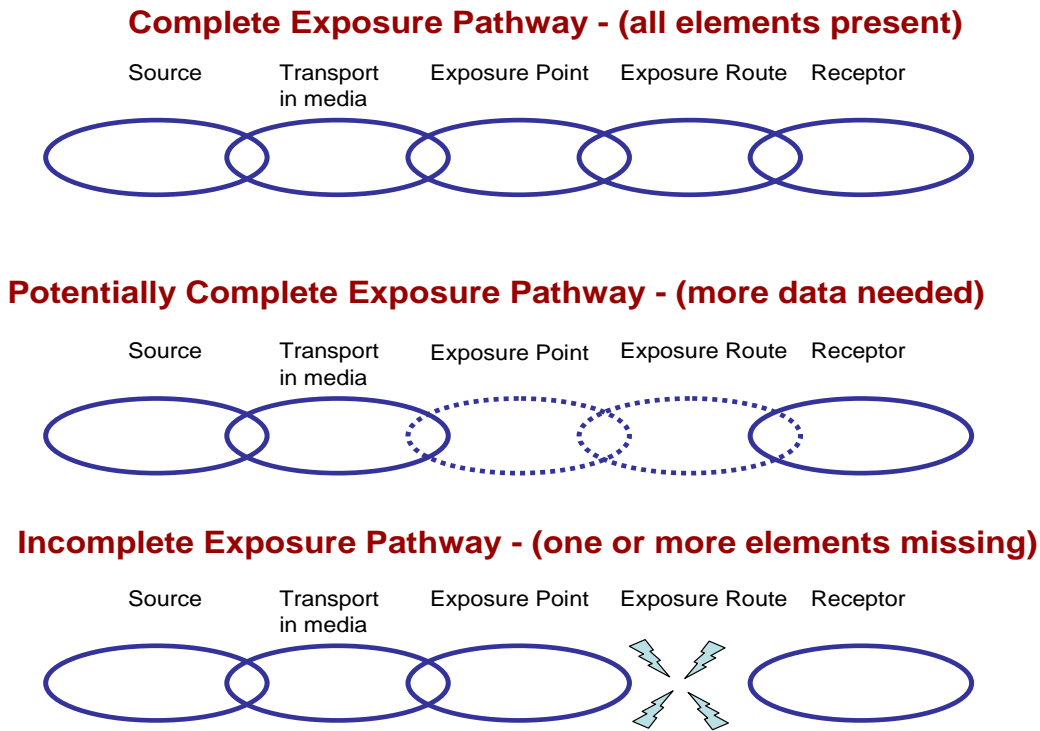 Complete Exposure Pathway - (all elements present)
Source Transport in media Exposure Point Exposure Route Receptor
Potentially Complete Exposure Pathway - (more data needed)
Source Transport in media Exposure Point Exposure Route Receptor
Incomplete Exposure Pathway - (one or more elements missing)
Source Transport in media Exposure Point Exposure Route Receptor